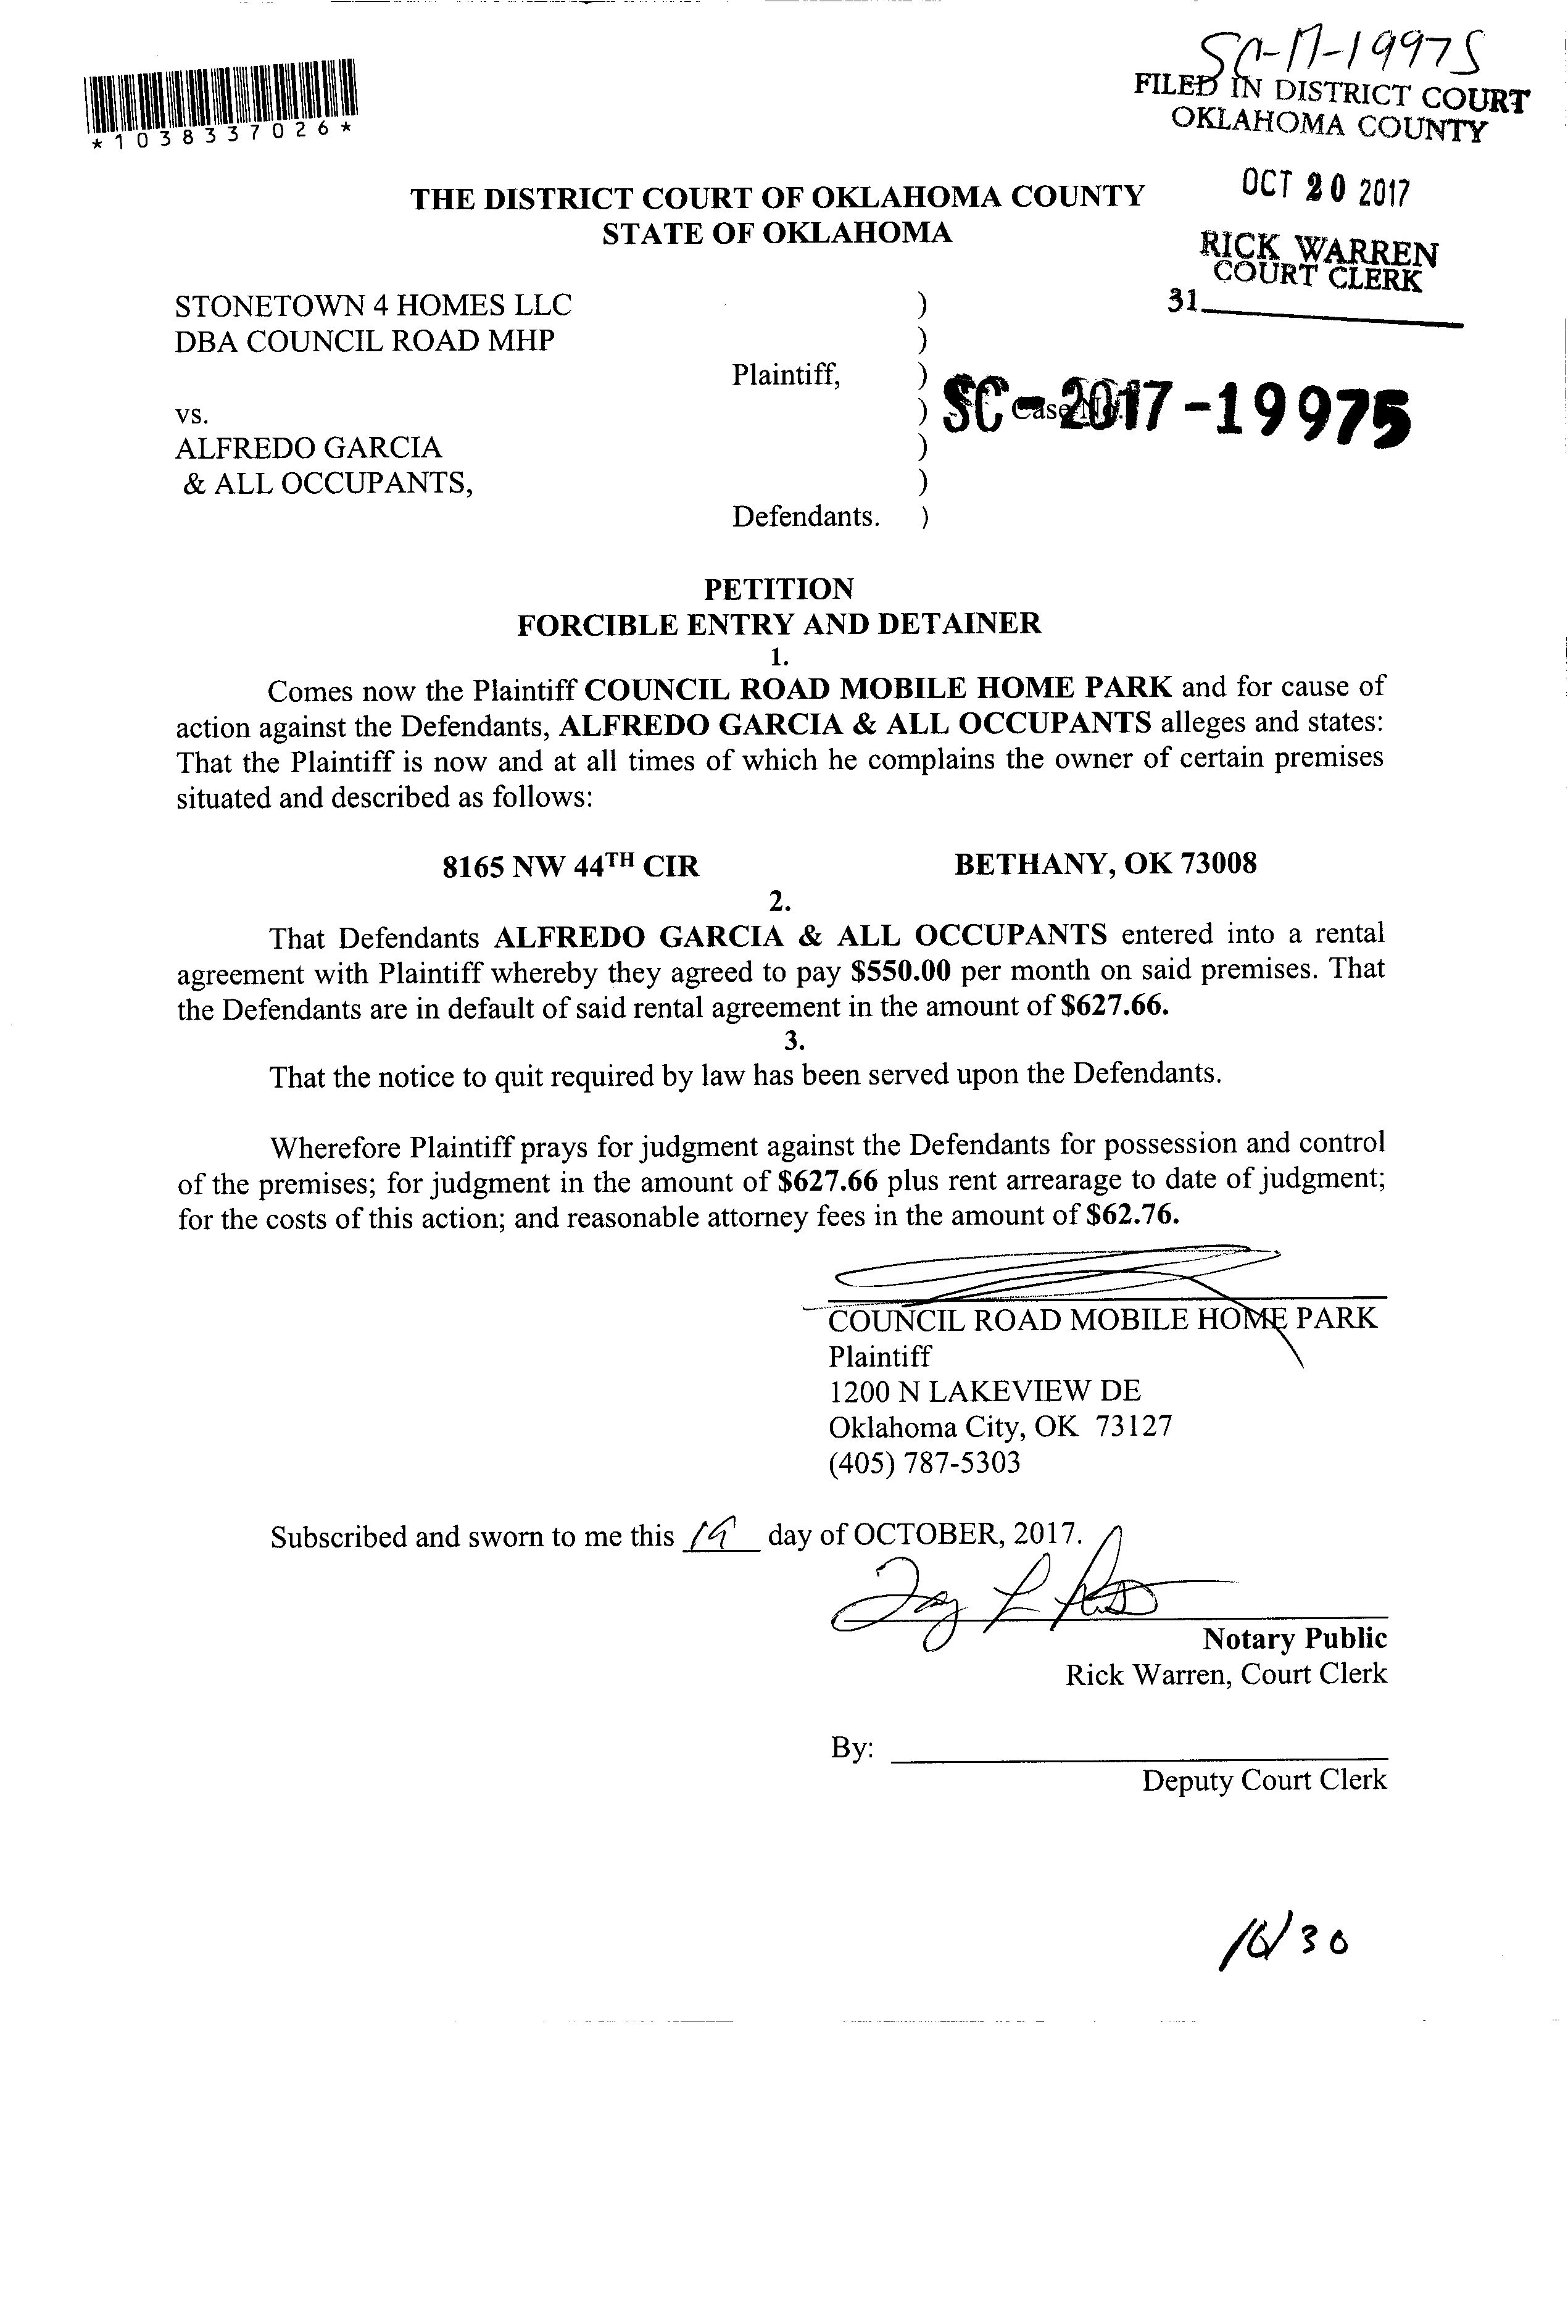 SC-17-19975
FILED IN DISTRICT COURT
OKLAHOMA COUNTY
*1038337026*
OCT 20 2017
THE DISTRICT COURT OF OKLAHOMA COUNTY
STATE OF OKLAHOMA
RICK WARREN
COURT CLERK
31
STONETOWN 4 HOMES LLC )
DBA COUNCIL ROAD MHP )
Plaintiff, )
vs. ) Case No. SC-2017-19975
ALFREDO GARCIA )
& ALL OCCUPANTS, )
Defendants. )
PETITION
FORCIBLE ENTRY AND DETAINER
1.
Comes now the Plaintiff COUNCIL ROAD MOBILE HOME PARK and for cause of
action against the Defendants, ALFREDO GARCIA & ALL OCCUPANTS alleges and states:
That the Plaintiff is now and at all times of which he complains the owner of certain premises
situated and described as follows:
8165 NW 44TH CIR BETHANY, OK 73008
2.
That Defendants ALFREDO GARCIA & ALL OCCUPANTS entered into a rental
agreement with Plaintiff whereby they agreed to pay $550.00 per month on said premises. That
the Defendants are in default of said rental agreement in the amount of $627.66.
3.
That the notice to quit required by law has been served upon the Defendants.
Wherefore Plaintiff prays for judgment against the Defendants for possession and control
of the premises; for judgment in the amount of $627.66 plus rent arrearage to date of judgment;
for the costs of this action; and reasonable attorney fees in the amount of $62.76.
COUNCIL ROAD MOBILE HOME PARK
Plaintiff
1200 N LAKEVIEW DE
Oklahoma City, OK 73127
(405) 787-5303
Subscribed and sworn to me this 19 day of OCTOBER, 2017.
Notary Public
Rick Warren, Court Clerk
By:
Deputy Court Clerk
10/30